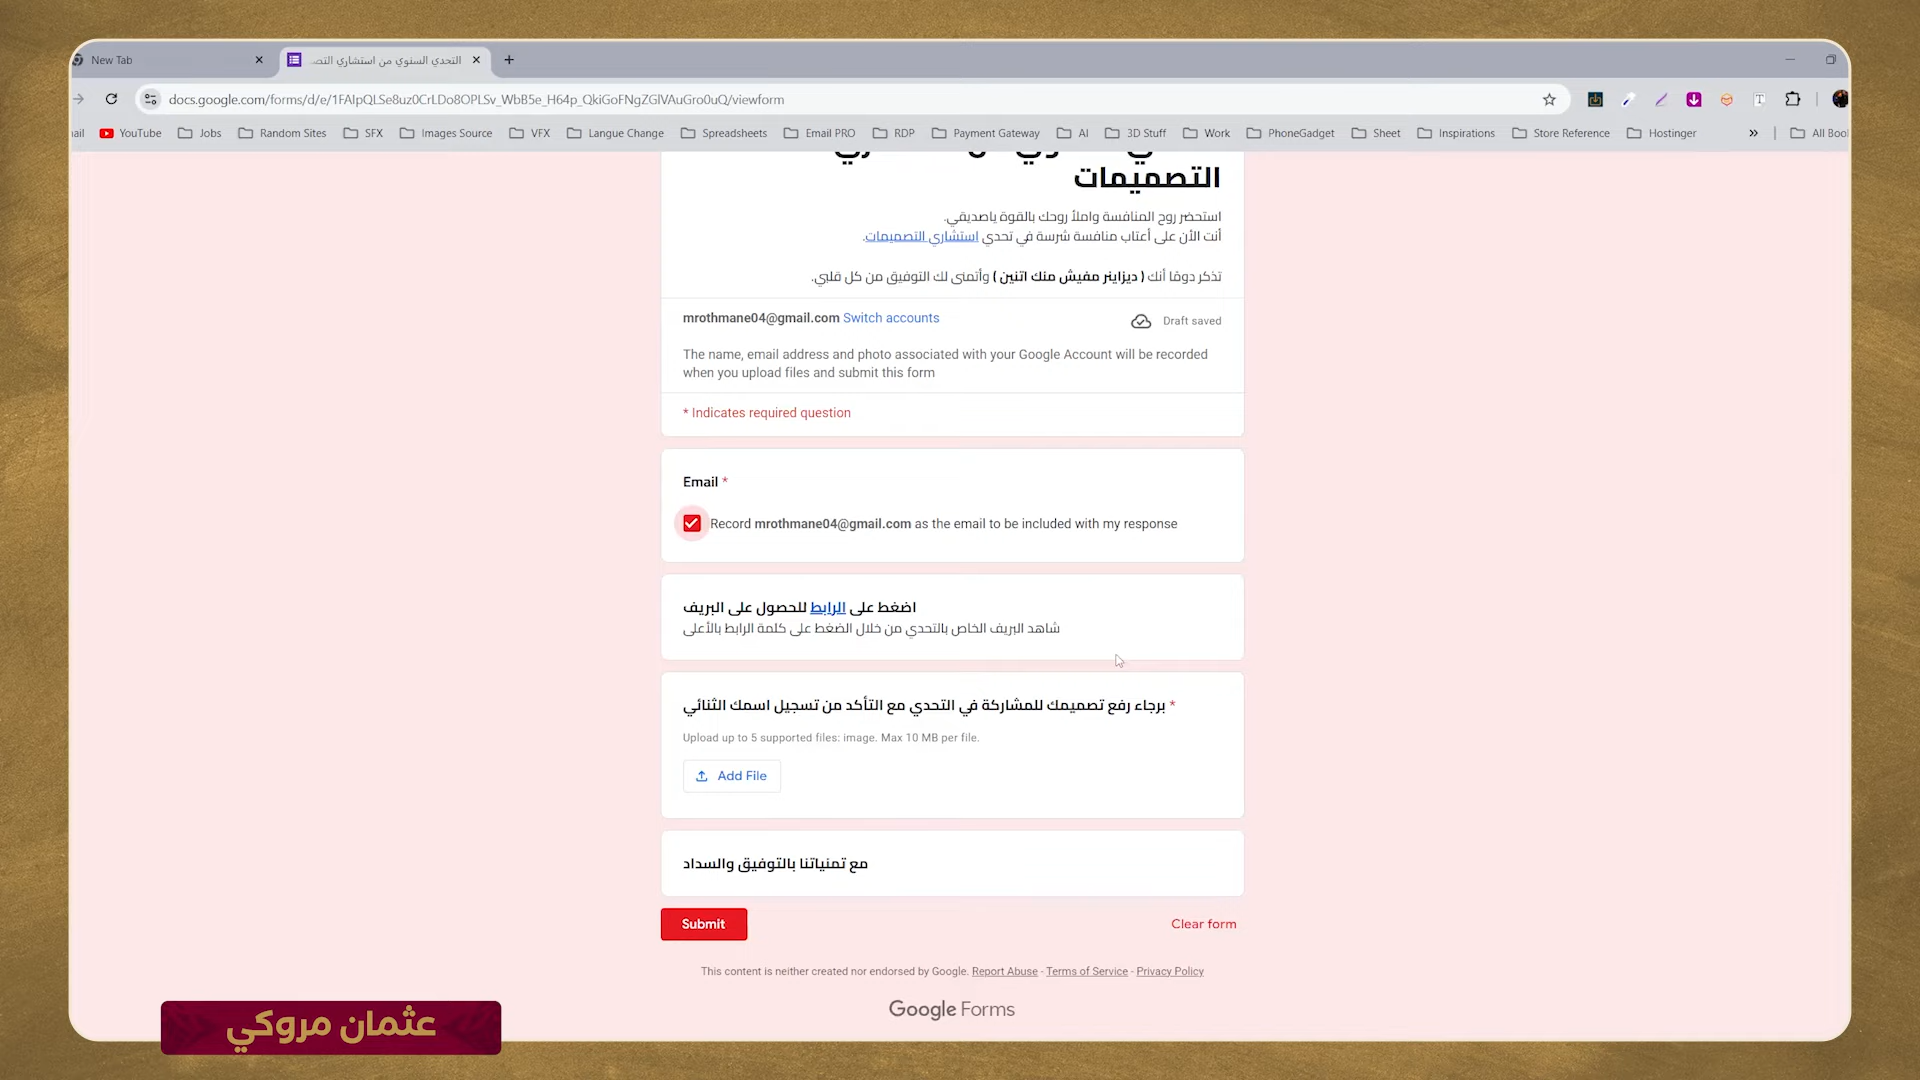 New Tab
التحدي السنوي من استشاري التص
docs.google.com/forms/d/e/1FAIpQLSe8uz0CrLDo8OPLSv_WbB5e_H64p_QkiGoFNgZGlVAuGro0uQ/viewform
ail YouTube Jobs Random Sites SFX Images Source VFX Langue Change Spreadsheets Email PRO RDP Payment Gateway AI 3D Stuff Work PhoneGadget Sheet Inspirations Store Reference Hostinger » All Boo
التصميمات
استحضر روح المنافسة واملأ روحك بالقوة ياصديقي.
أنت الأن على أعتاب منافسة شرسة في تحدي استشاري التصميمات.
تذكر دومًا أنك ( ديزاينر مفيش منك اتنين ) وأتمنى لك التوفيق من كل قلبي.
mrothmane04@gmail.com Switch accounts
Draft saved
The name, email address and photo associated with your Google Account will be recorded
when you upload files and submit this form
* Indicates required question
Email *
Record mrothmane04@gmail.com as the email to be included with my response
اضغط على الرابط للحصول على البريف
شاهد البريف الخاص بالتحدي من خلال الضغط على كلمة الرابط بالأعلى
برجاء رفع تصميمك للمشاركة في التحدي مع التأكد من تسجيل اسمك الثنائي *
Upload up to 5 supported files: image. Max 10 MB per file.
Add File
مع تمنياتنا بالتوفيق والسداد
Submit
Clear form
This content is neither created nor endorsed by Google. Report Abuse - Terms of Service - Privacy Policy
Google Forms
عثمان مروكي